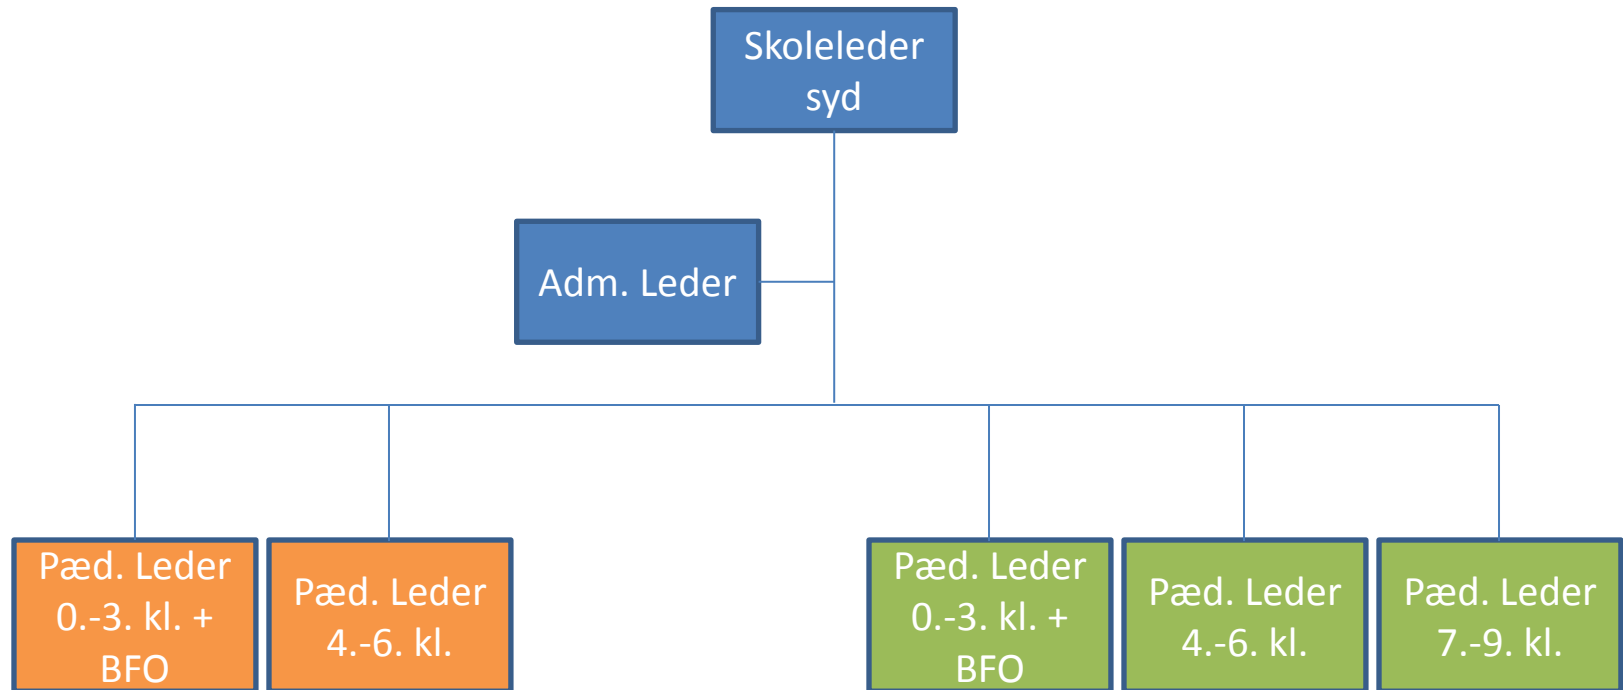 Skoleleder
syd
Adm. Leder
Pæd. Leder
0.-3. kl. +
BFO
Pæd. Leder
4.-6. kl.
Pæd. Leder
0.-3. kl. +
BFO
Pæd. Leder
4.-6. kl.
Pæd. Leder
7.-9. kl.